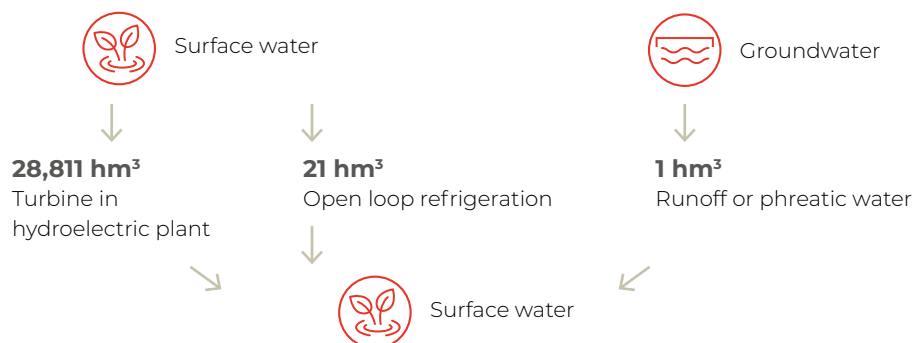 Surface water
Groundwater
28,811 hm³
Turbine in
hydroelectric plant
21 hm³
Open loop refrigeration
1 hm³
Runoff or phreatic water
Surface water